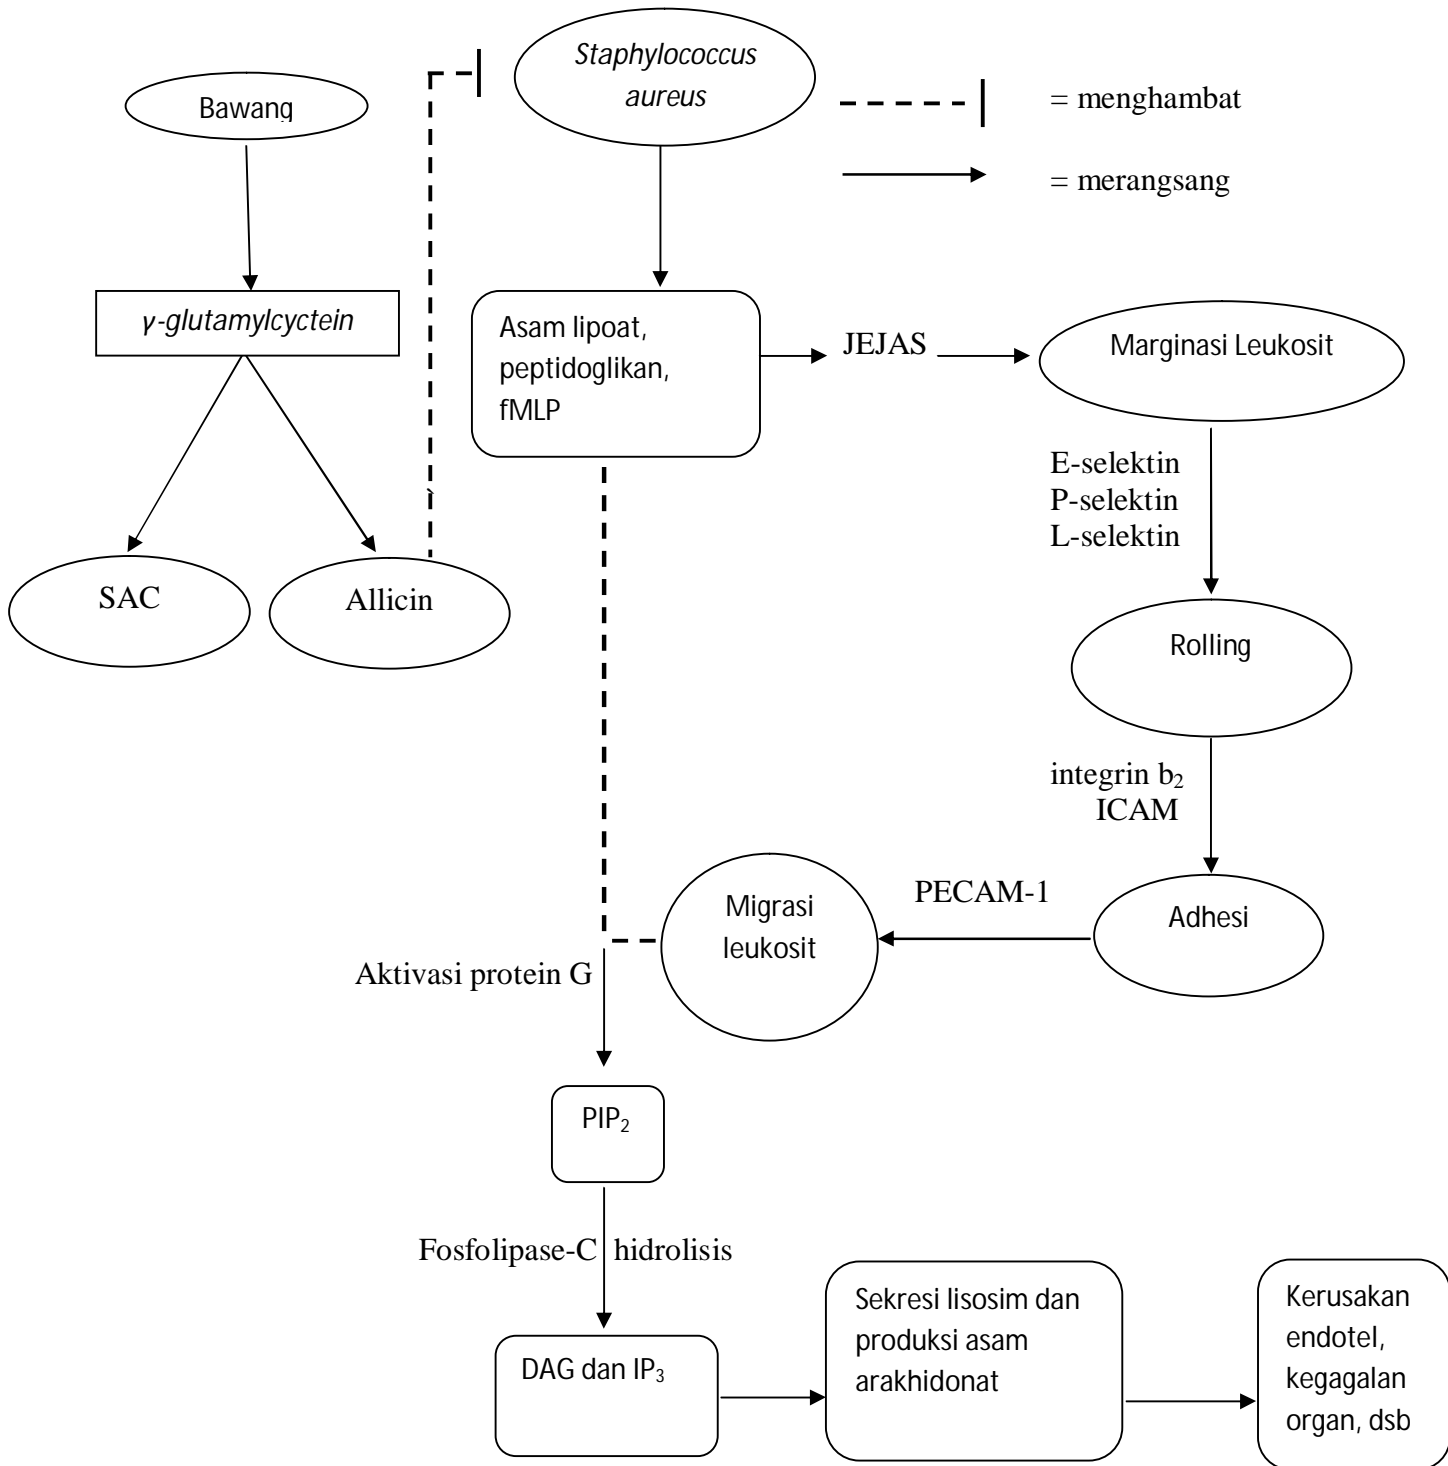 Bawang
Staphylococcus
aureus
= menghambat
= merangsang
γ-glutamylcyctein
Asam lipoat,
peptidoglikan,
fMLP
JEJAS
Marginasi Leukosit
E-selektin
P-selektin
L-selektin
SAC
Allicin
Rolling
integrin b₂
ICAM
Adhesi
PECAM-1
Migrasi
leukosit
Aktivasi protein G
PIP₂
Fosfolipase-C hidrolisis
DAG dan IP₃
Sekresi lisosim dan
produksi asam
arakhidonat
Kerusakan
endotel,
kegagalan
organ, dsb